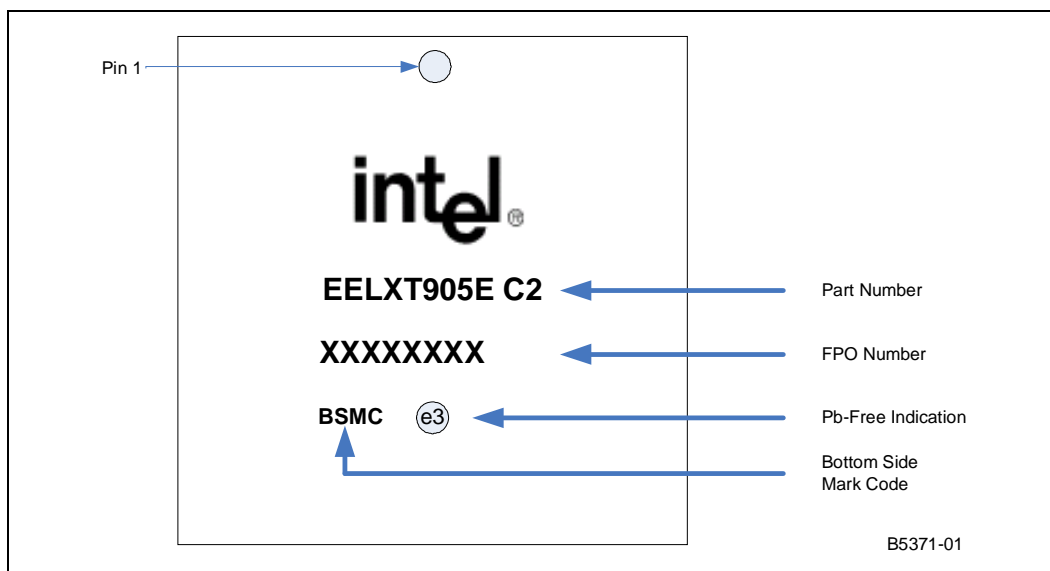 Pin 1
intel®
EELXT905E C2
Part Number
XXXXXXXX
FPO Number
BSMC
e3
Pb-Free Indication
Bottom Side
Mark Code
B5371-01